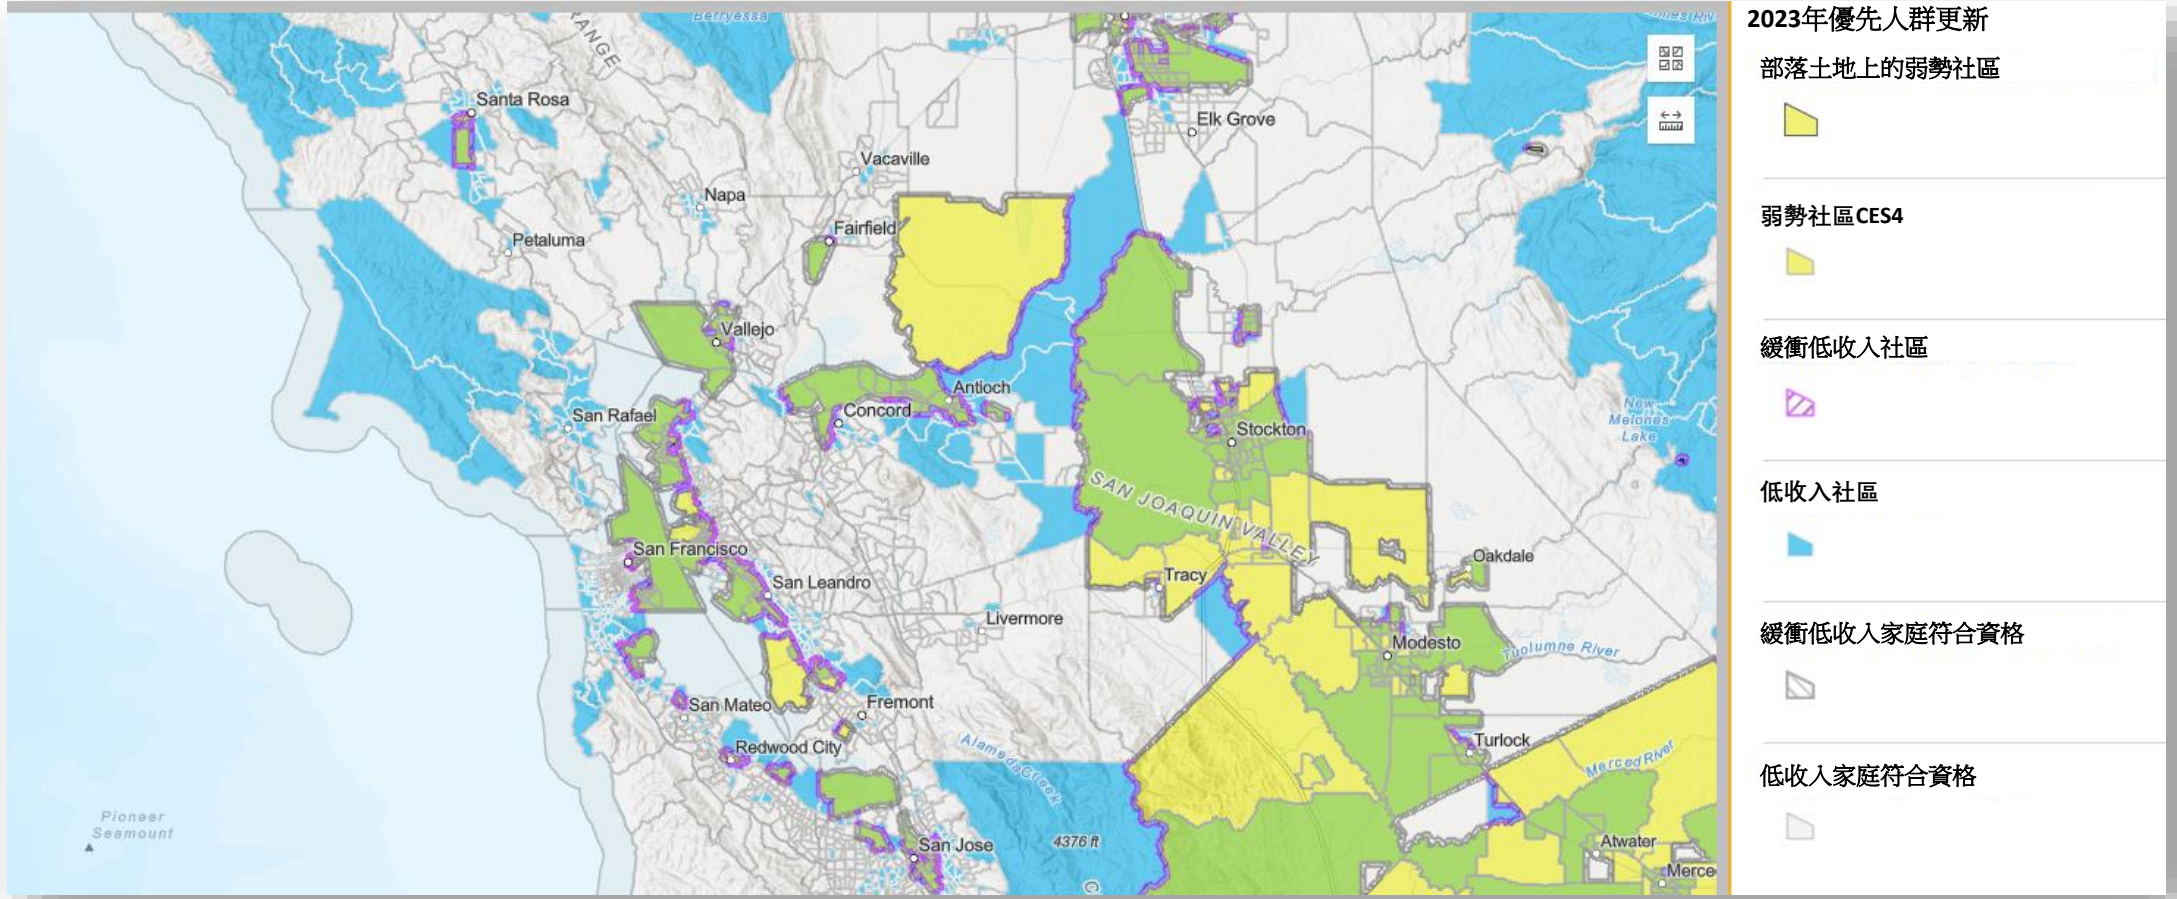 Berryessa
RANGE
Santa Rosa
Elk Grove
Vacaville
Napa
Fairfield
Petaluma
Vallejo
Antioch
San Rafael
Concord
Stockton
New
Melones
Lake
SAN JOAQUIN VALLEY
San Francisco
Oakdale
Tracy
San Leandro
Livermore
Modesto
Tuolumne River
San Mateo
Fremont
Redwood City
Turlock
Alameda Creek
Merced River
Pioneer
Seamount
San Jose
4376 ft
Atwater
Merce
C
2023年優先人群更新
部落土地上的弱勢社區
弱勢社區CES4
緩衝低收入社區
低收入社區
緩衝低收入家庭符合資格
低收入家庭符合資格